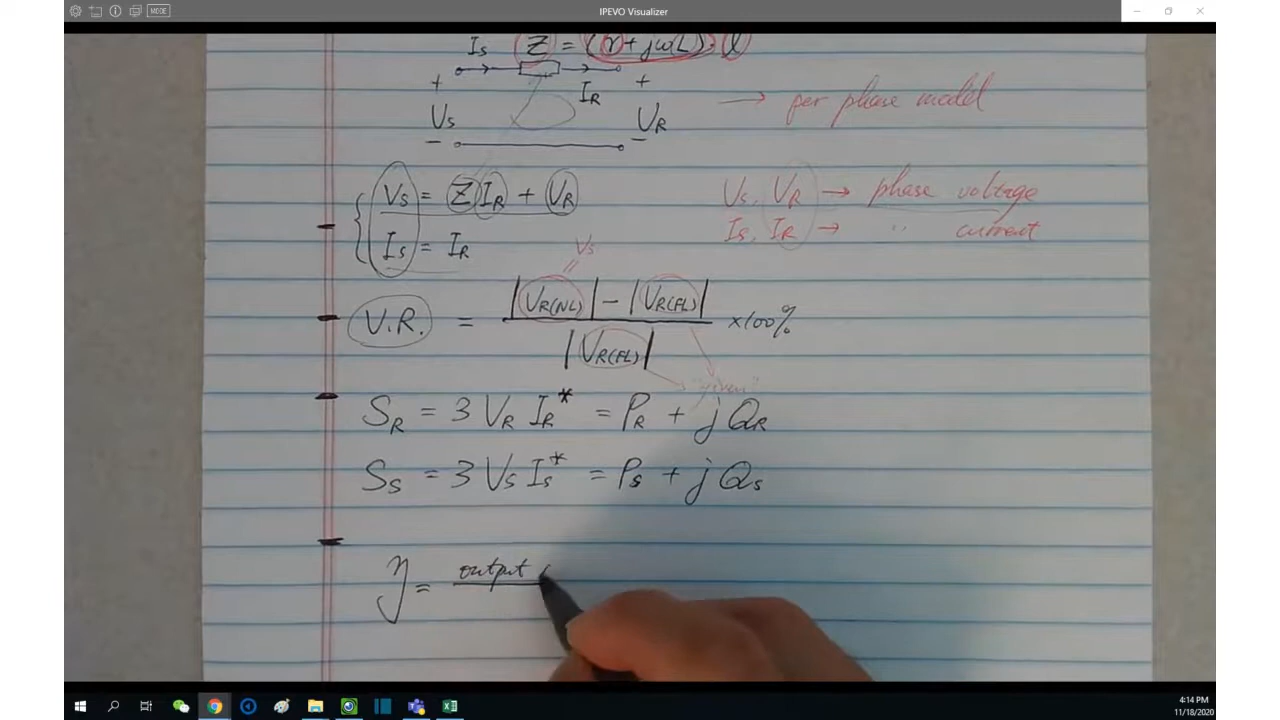 IPEVO Visualizer
MODE
Is Z = (r + jωL) · l
+ IR +
Vs VR → per phase model
− −
Vs = Z IR + VR Vs, VR → phase voltage
Is = IR Is, IR → " current
Vs
V.R. = |VR(NL)| − |VR(FL)| ×100%
|VR(FL)|
"given"
SR = 3 VR IR* = PR + j QR
Ss = 3 Vs Is* = Ps + j Qs
η = output (
4:14 PM
11/18/2020